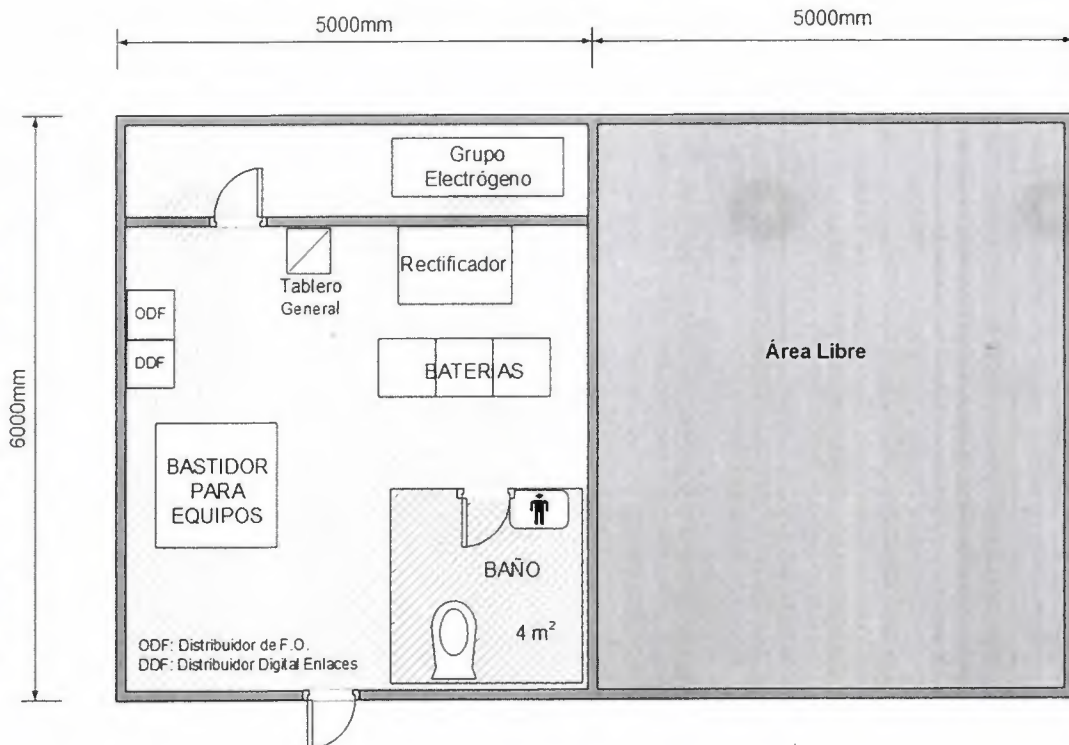 5000mm
5000mm
6000mm
Grupo
Electrógeno
Tablero
General
Rectificador
ODF
DDF
BATERIAS
Área Libre
BASTIDOR
PARA
EQUIPOS
BAÑO
4 m²
ODF: Distribuidor de F.O.
DDF: Distribuidor Digital Enlaces